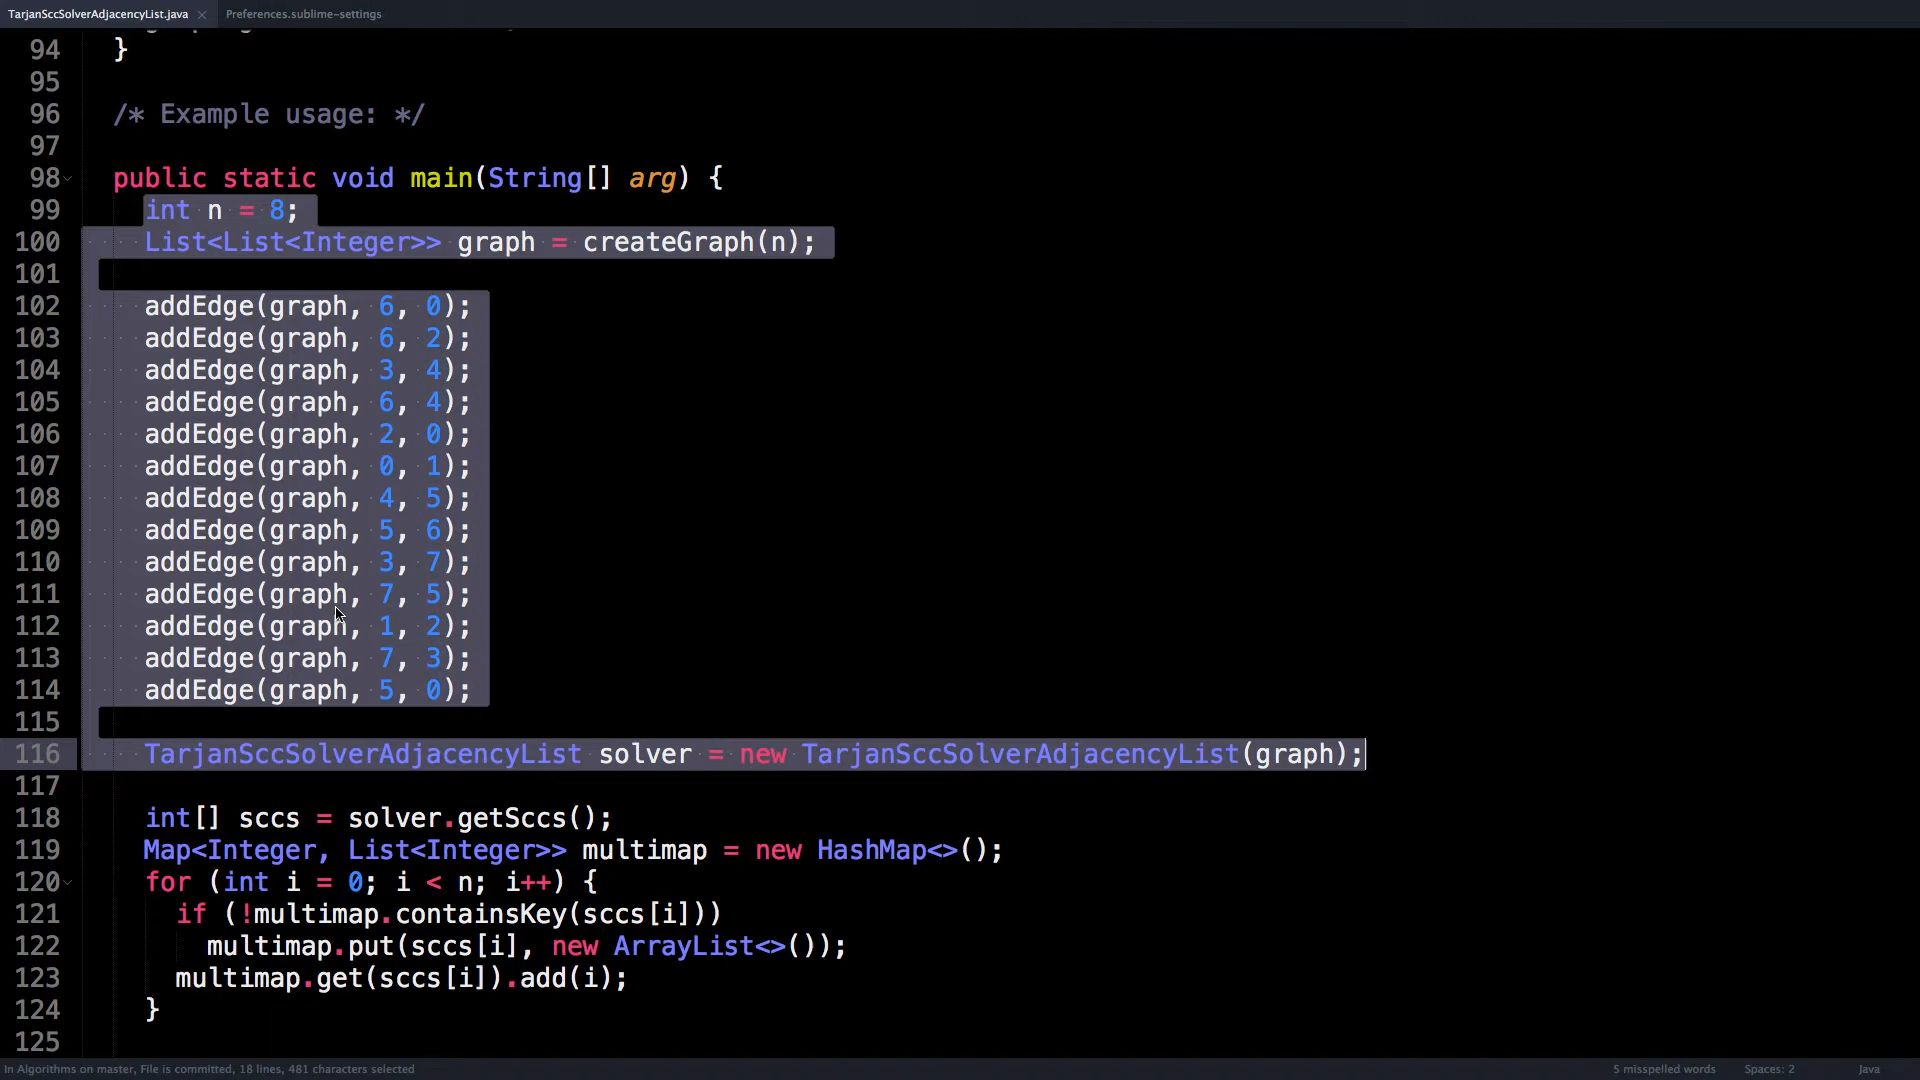 TarjanSccSolverAdjacencyList.java
Preferences.sublime-settings
94 }
95
96 /* Example usage: */
97
98 public static void main(String[] arg) {
99 int n = 8;
100 List<List<Integer>> graph = createGraph(n);
101
102 addEdge(graph, 6, 0);
103 addEdge(graph, 6, 2);
104 addEdge(graph, 3, 4);
105 addEdge(graph, 6, 4);
106 addEdge(graph, 2, 0);
107 addEdge(graph, 0, 1);
108 addEdge(graph, 4, 5);
109 addEdge(graph, 5, 6);
110 addEdge(graph, 3, 7);
111 addEdge(graph, 7, 5);
112 addEdge(graph, 1, 2);
113 addEdge(graph, 7, 3);
114 addEdge(graph, 5, 0);
115
116 TarjanSccSolverAdjacencyList solver = new TarjanSccSolverAdjacencyList(graph);
117
118 int[] sccs = solver.getSccs();
119 Map<Integer, List<Integer>> multimap = new HashMap<>();
120 for (int i = 0; i < n; i++) {
121 if (!multimap.containsKey(sccs[i]))
122 multimap.put(sccs[i], new ArrayList<>());
123 multimap.get(sccs[i]).add(i);
124 }
125
In Algorithms on master, File is committed, 18 lines, 481 characters selected
5 misspelled words
Spaces: 2
Java